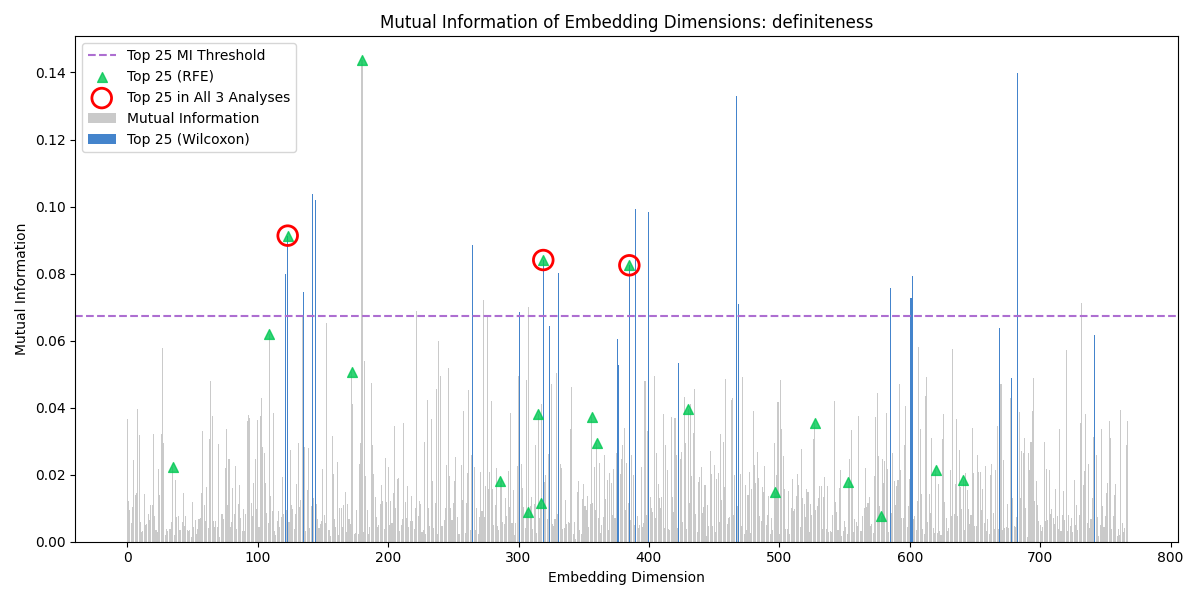 Mutual Information of Embedding Dimensions: definiteness
Top 25 MI Threshold
Top 25 (RFE)
Top 25 in All 3 Analyses
Mutual Information
Top 25 (Wilcoxon)
Mutual Information
0.14
0.12
0.10
0.08
0.06
0.04
0.02
0.00
0 100 200 300 400 500 600 700 800
Embedding Dimension